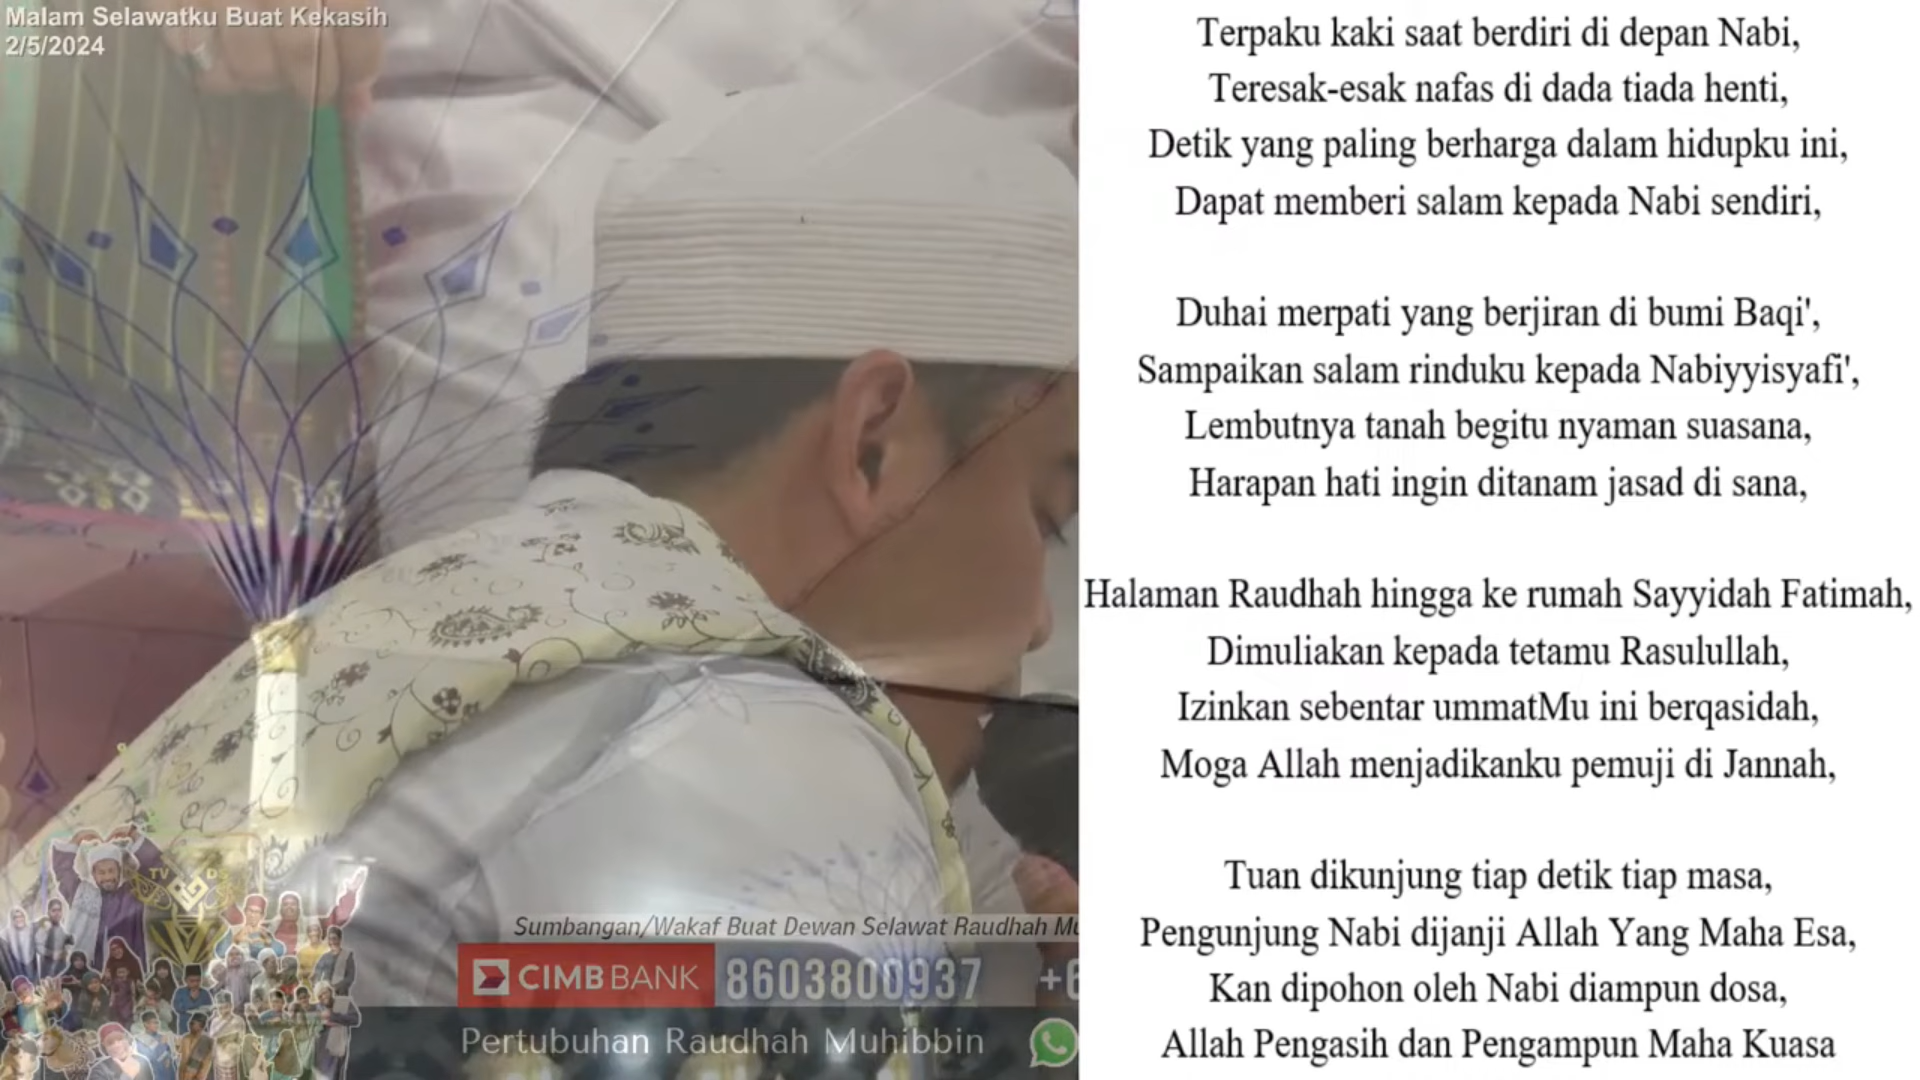 Malam Selawatku Buat Kekasih
2/5/2024
Terpaku kaki saat berdiri di depan Nabi,
Teresak-esak nafas di dada tiada henti,
Detik yang paling berharga dalam hidupku ini,
Dapat memberi salam kepada Nabi sendiri,
Duhai merpati yang berjiran di bumi Baqi',
Sampaikan salam rinduku kepada Nabiyyisyafi',
Lembutnya tanah begitu nyaman suasana,
Harapan hati ingin ditanam jasad di sana,
Halaman Raudhah hingga ke rumah Sayyidah Fatimah,
Dimuliakan kepada tetamu Rasulullah,
Izinkan sebentar ummatMu ini berqasidah,
Moga Allah menjadikanku pemuji di Jannah,
Tuan dikunjung tiap detik tiap masa,
Pengunjung Nabi dijanji Allah Yang Maha Esa,
Kan dipohon oleh Nabi diampun dosa,
Allah Pengasih dan Pengampun Maha Kuasa
TV DS
Sumbangan/Wakaf Buat Dewan Selawat Raudhah Mu
CIMB BANK 8603800937 +6
Pertubuhan Raudhah Muhibbin